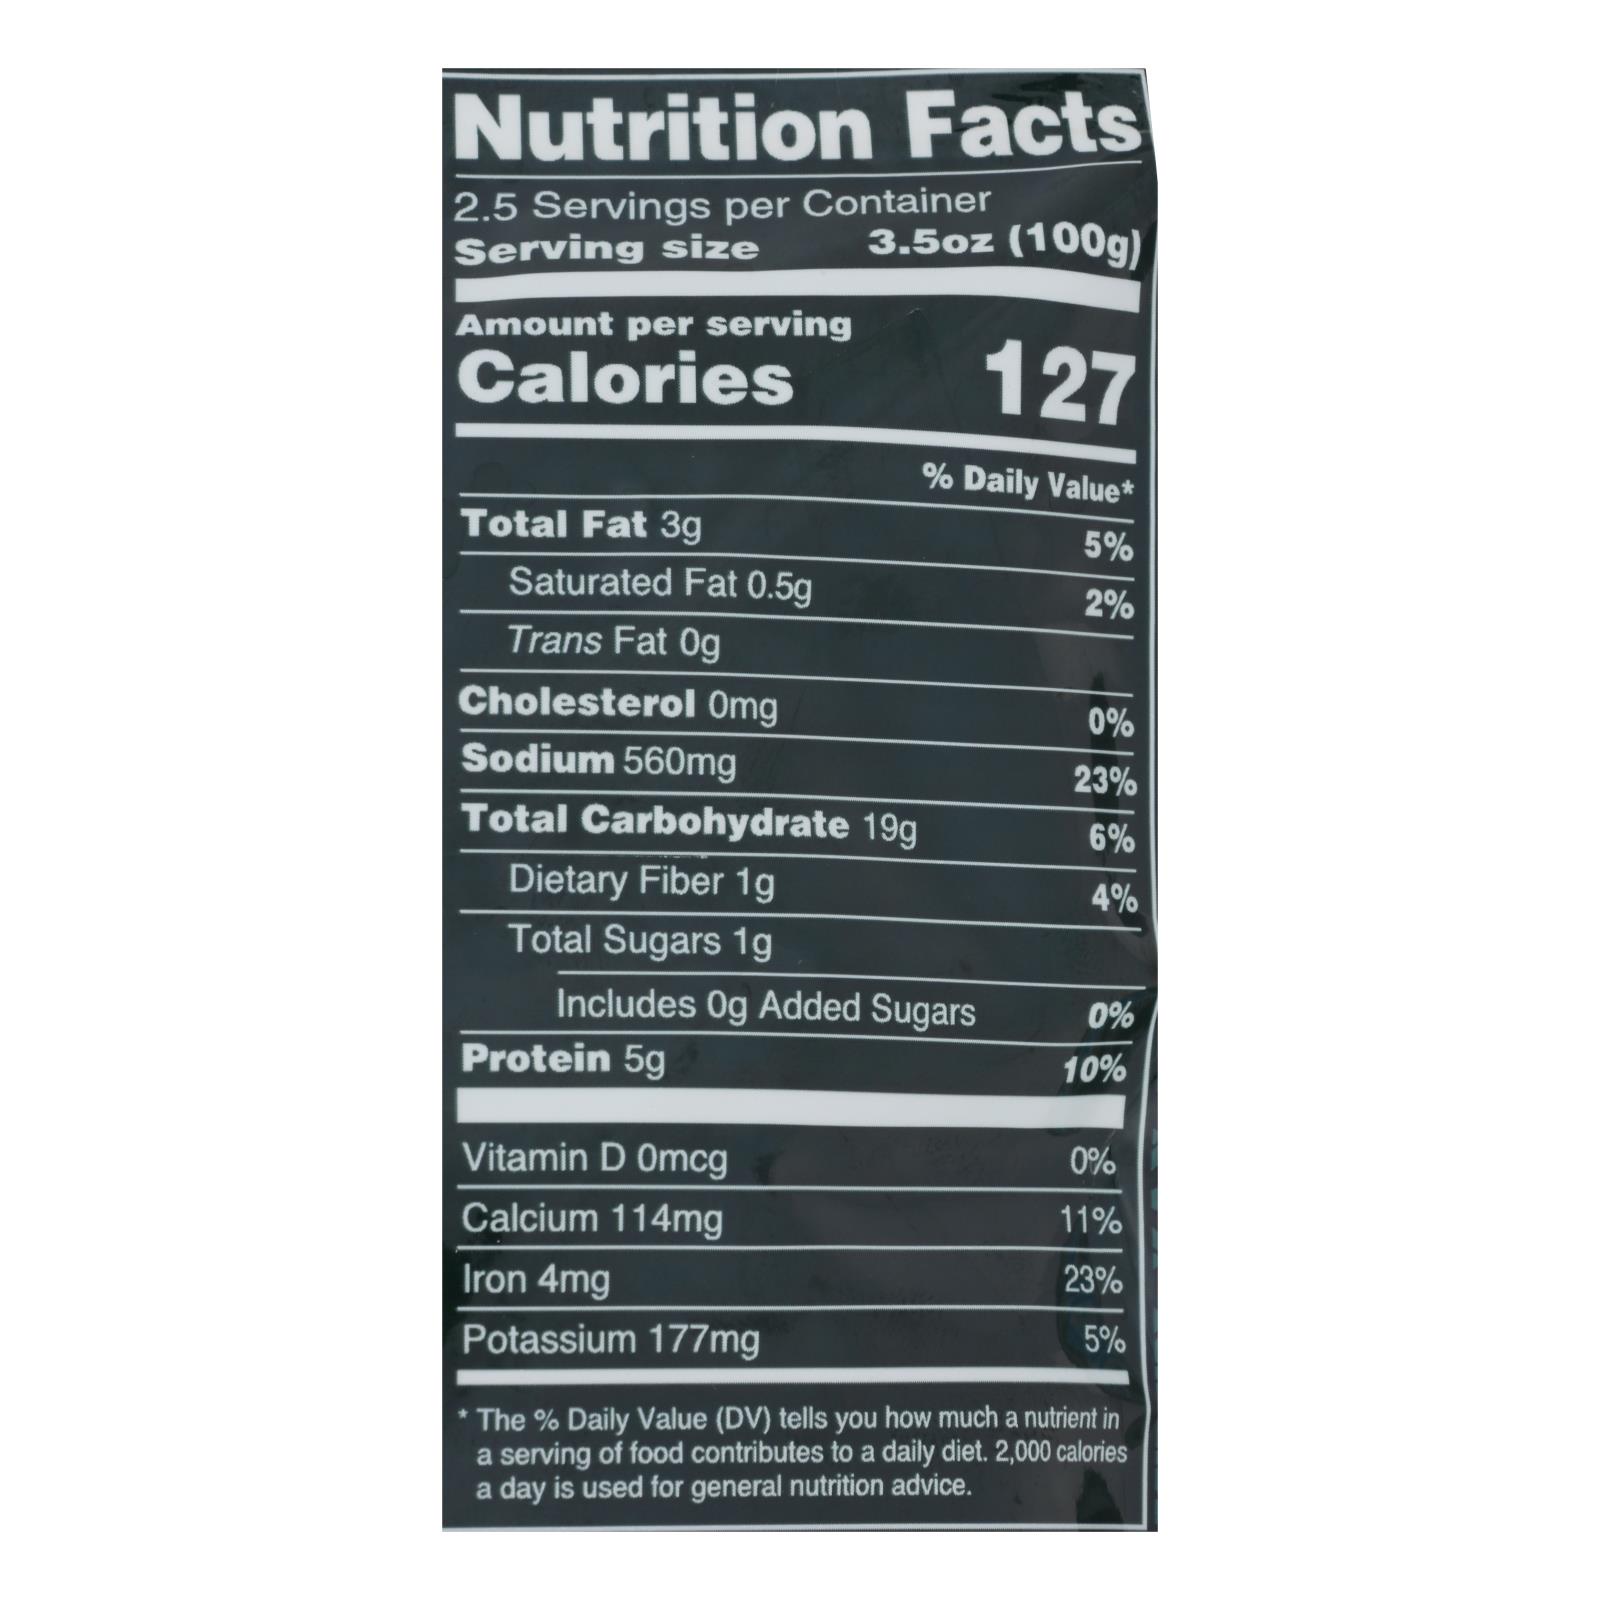 Nutrition Facts
2.5 Servings per Container
Serving size 3.5oz (100g)
Amount per serving
Calories 127
% Daily Value*
Total Fat 3g 5%
Saturated Fat 0.5g 2%
Trans Fat 0g
Cholesterol 0mg 0%
Sodium 560mg 23%
Total Carbohydrate 19g 6%
Dietary Fiber 1g 4%
Total Sugars 1g
Includes 0g Added Sugars 0%
Protein 5g 10%
Vitamin D 0mcg 0%
Calcium 114mg 11%
Iron 4mg 23%
Potassium 177mg 5%
* The % Daily Value (DV) tells you how much a nutrient in
a serving of food contributes to a daily diet. 2,000 calories
a day is used for general nutrition advice.